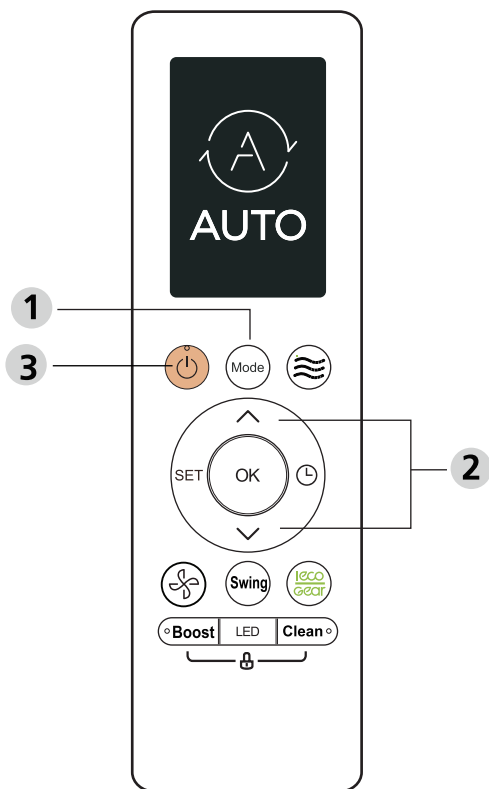 AUTO
1
3
Mode
2
SET
OK
Swing
ECO
Gear
Boost
LED
Clean